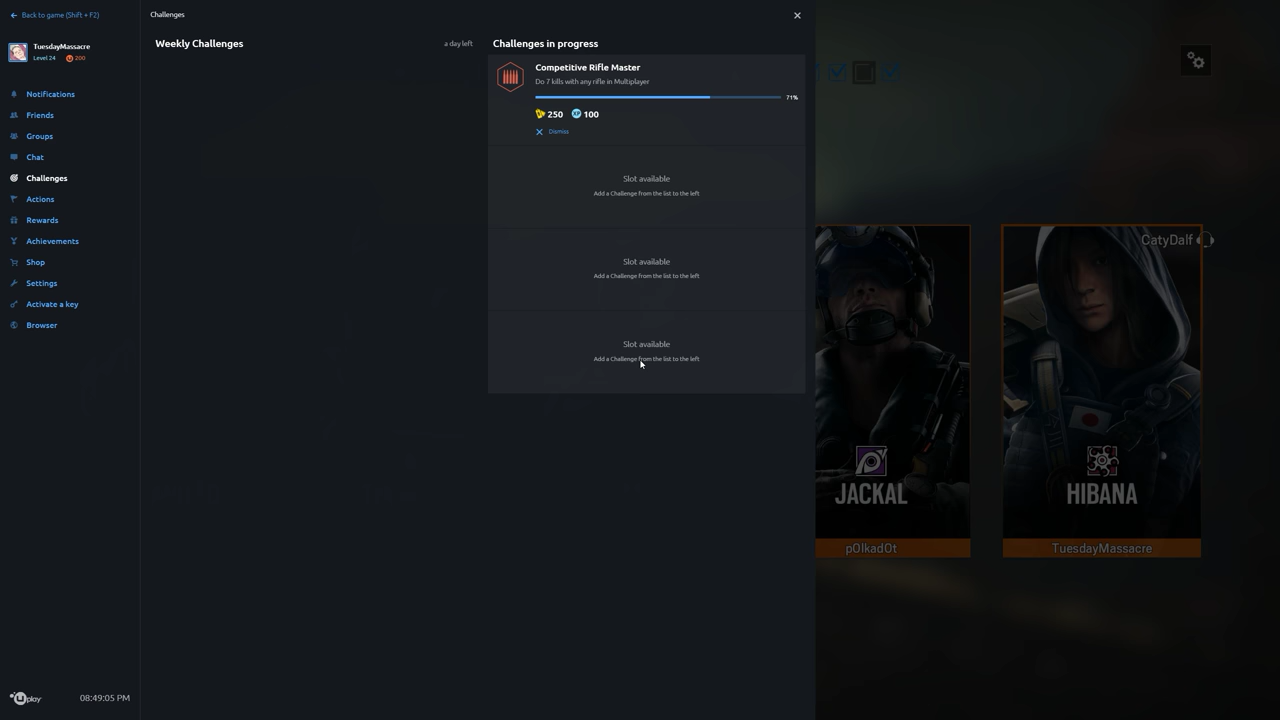 Back to game (Shift + F2)
Challenges
TuesdayMassacre
Level 24 200
Weekly Challenges
a day left
Challenges in progress
Notifications
Friends
Groups
Chat
Challenges
Actions
Rewards
Achievements
Shop
Settings
Activate a key
Browser
Competitive Rifle Master
Do 7 kills with any rifle in Multiplayer
71%
250 XP 100
Dismiss
Slot available
Add a Challenge from the list to the left
Slot available
Add a Challenge from the list to the left
Slot available
Add a Challenge from the list to the left
CatyDalf
JACKAL
HIBANA
p0lkad0t
TuesdayMassacre
uplay
08:49:05 PM